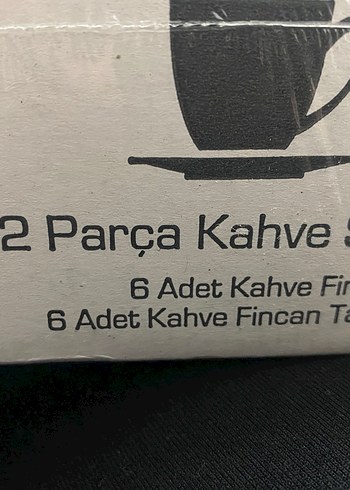 2 Parça Kahve
6 Adet Kahve
6 Adet Kahve Fincan